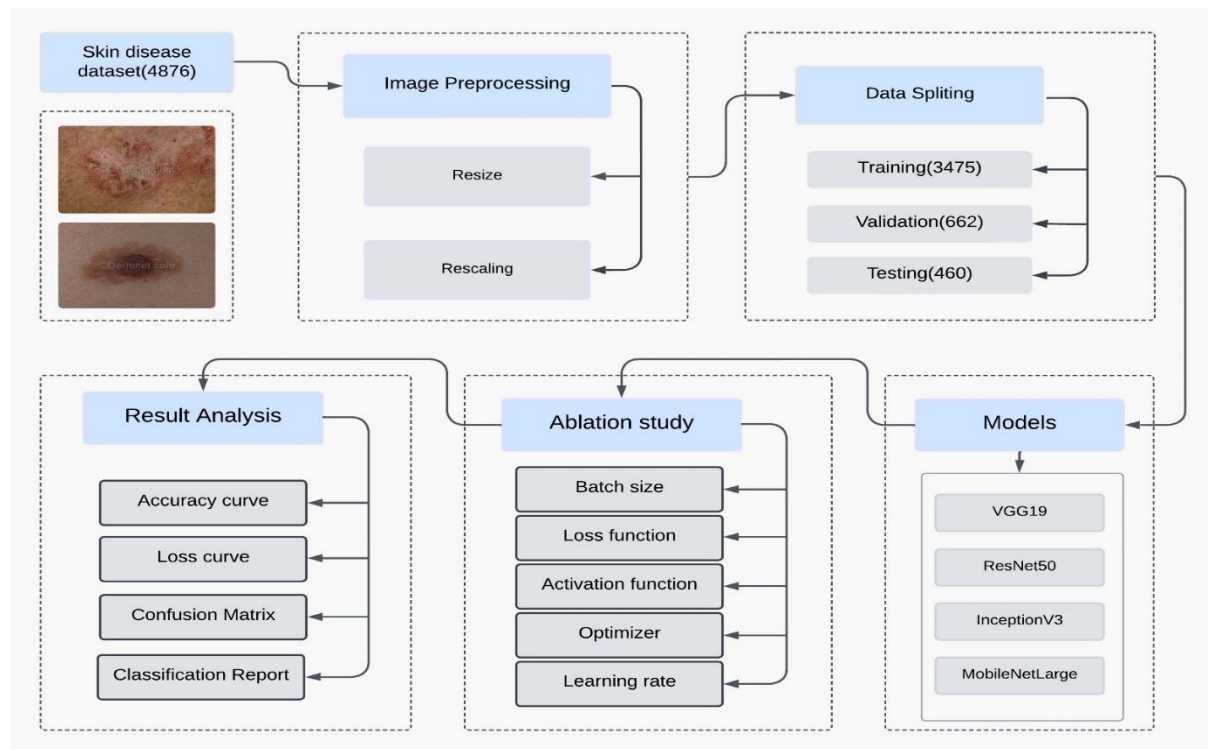 Skin disease
dataset(4876)
©Dermnet.com
Image Preprocessing
Resize
Rescaling
Data Spliting
Training(3475)
Validation(662)
Testing(460)
Result Analysis
Accuracy curve
Loss curve
Confusion Matrix
Classification Report
Ablation study
Batch size
Loss function
Activation function
Optimizer
Learning rate
Models
VGG19
ResNet50
InceptionV3
MobileNetLarge